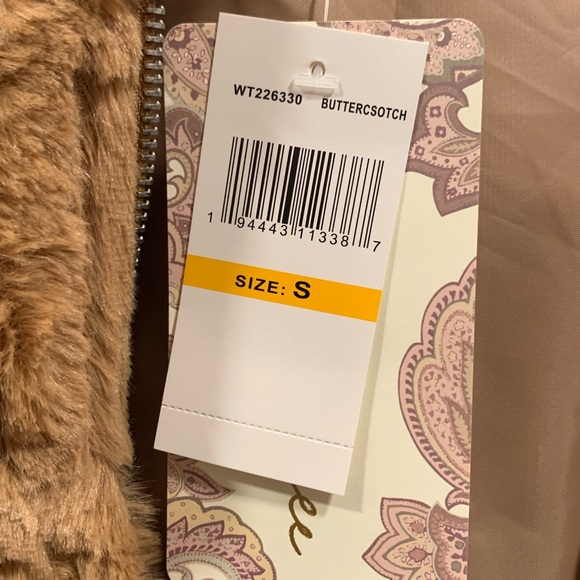 WT226330 BUTTERCSOTCH
1 94443 11338 7
SIZE: S